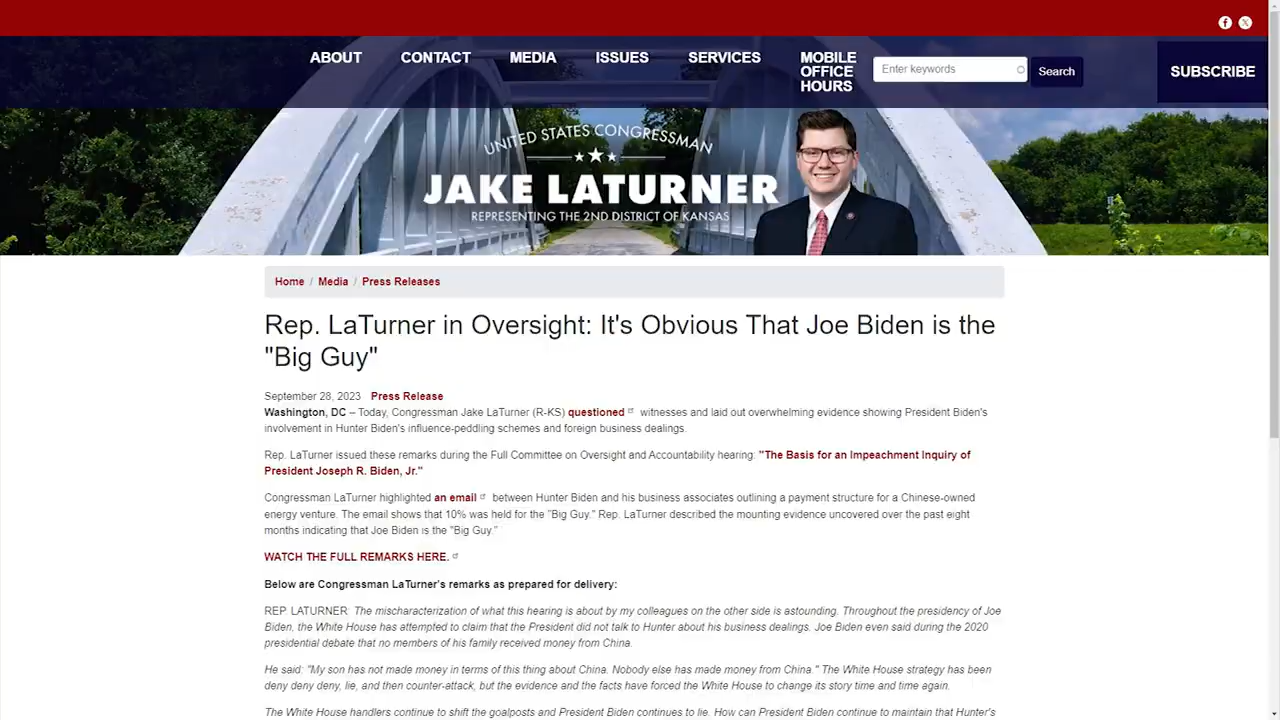 ABOUT
CONTACT
MEDIA
ISSUES
SERVICES
MOBILE
OFFICE
HOURS
Enter keywords
Search
SUBSCRIBE
UNITED STATES CONGRESSMAN
JAKE LATURNER
REPRESENTING THE 2ND DISTRICT OF KANSAS
Home / Media / Press Releases
Rep. LaTurner in Oversight: It's Obvious That Joe Biden is the
"Big Guy"
September 28, 2023 Press Release
Washington, DC – Today, Congressman Jake LaTurner (R-KS) questioned witnesses and laid out overwhelming evidence showing President Biden's
involvement in Hunter Biden's influence-peddling schemes and foreign business dealings.
Rep. LaTurner issued these remarks during the Full Committee on Oversight and Accountability hearing: "The Basis for an Impeachment Inquiry of
President Joseph R. Biden, Jr."
Congressman LaTurner highlighted an email between Hunter Biden and his business associates outlining a payment structure for a Chinese-owned
energy venture. The email shows that 10% was held for the "Big Guy." Rep. LaTurner described the mounting evidence uncovered over the past eight
months indicating that Joe Biden is the "Big Guy."
WATCH THE FULL REMARKS HERE.
Below are Congressman LaTurner's remarks as prepared for delivery:
REP. LATURNER: The mischaracterization of what this hearing is about by my colleagues on the other side is astounding. Throughout the presidency of Joe
Biden, the White House has attempted to claim that the President did not talk to Hunter about his business dealings. Joe Biden even said during the 2020
presidential debate that no members of his family received money from China.
He said: "My son has not made money in terms of this thing about China. Nobody else has made money from China." The White House strategy has been
deny deny deny, lie, and then counter-attack, but the evidence and the facts have forced the White House to change its story time and time again.
The White House handlers continue to shift the goalposts and President Biden continues to lie. How can President Biden continue to maintain that Hunter's